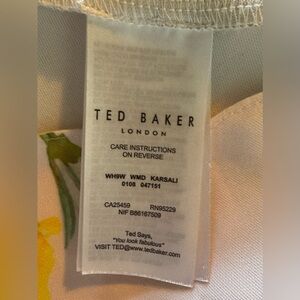 TED BAKER
LONDON
CARE INSTRUCTIONS
ON REVERSE
WH9W WMD KARSALI
0108 047151
CA25459 RN95229
NIF B86167509
Ted Says,
"You look fabulous"
VISIT TED@www.tedbaker.com